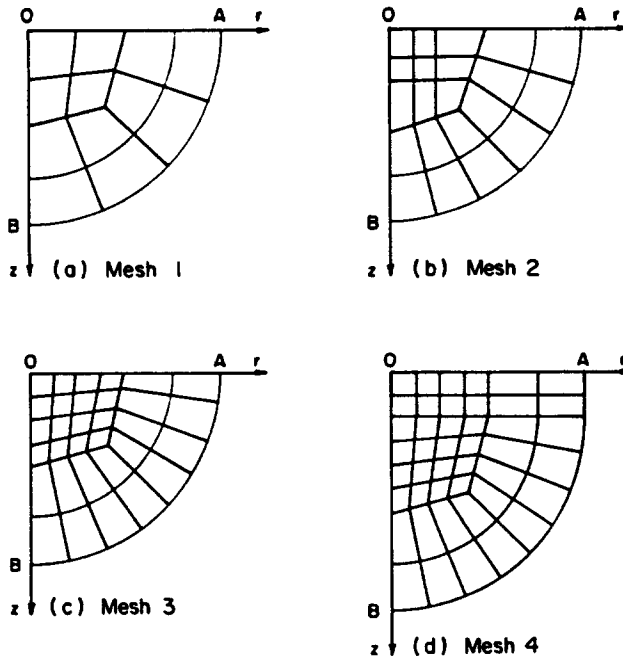 O A r
B
z (a) Mesh 1
O A r
B
z (b) Mesh 2
O A r
B
z (c) Mesh 3
O A r
B
z (d) Mesh 4